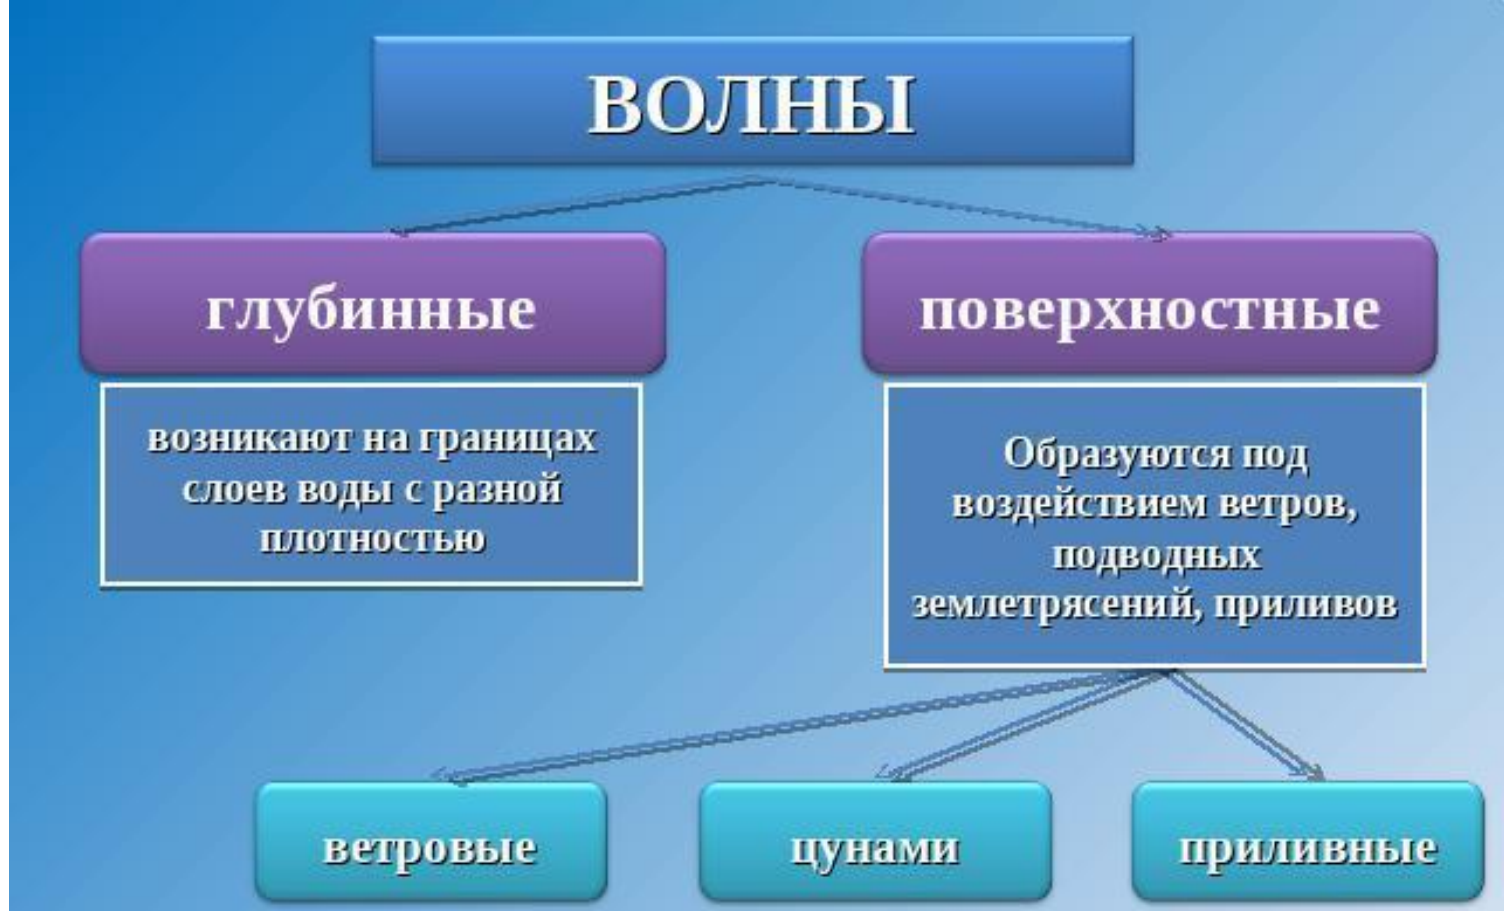 ВОЛНЫ
глубинные
возникают на границах
слоев воды с разной
плотностью
поверхностные
Образуются под
воздействием ветров,
подводных
землетрясений, приливов
ветровые
цунами
приливные